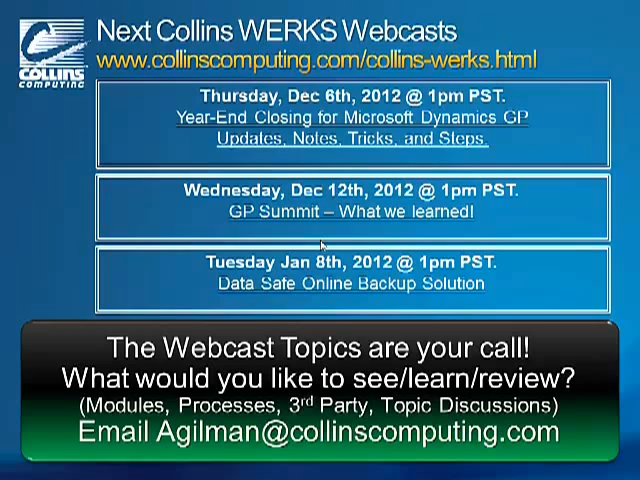 Next Collins WERKS Webcasts
www.collinscomputing.com/collins-werks.html
COLLINS
COMPUTING
Thursday, Dec 6th, 2012 @ 1pm PST.
Year-End Closing for Microsoft Dynamics GP
Updates, Notes, Tricks, and Steps.
Wednesday, Dec 12th, 2012 @ 1pm PST.
GP Summit – What we learned!
Tuesday Jan 8th, 2012 @ 1pm PST.
Data Safe Online Backup Solution
The Webcast Topics are your call!
What would you like to see/learn/review?
(Modules, Processes, 3rd Party, Topic Discussions)
Email Agilman@collinscomputing.com